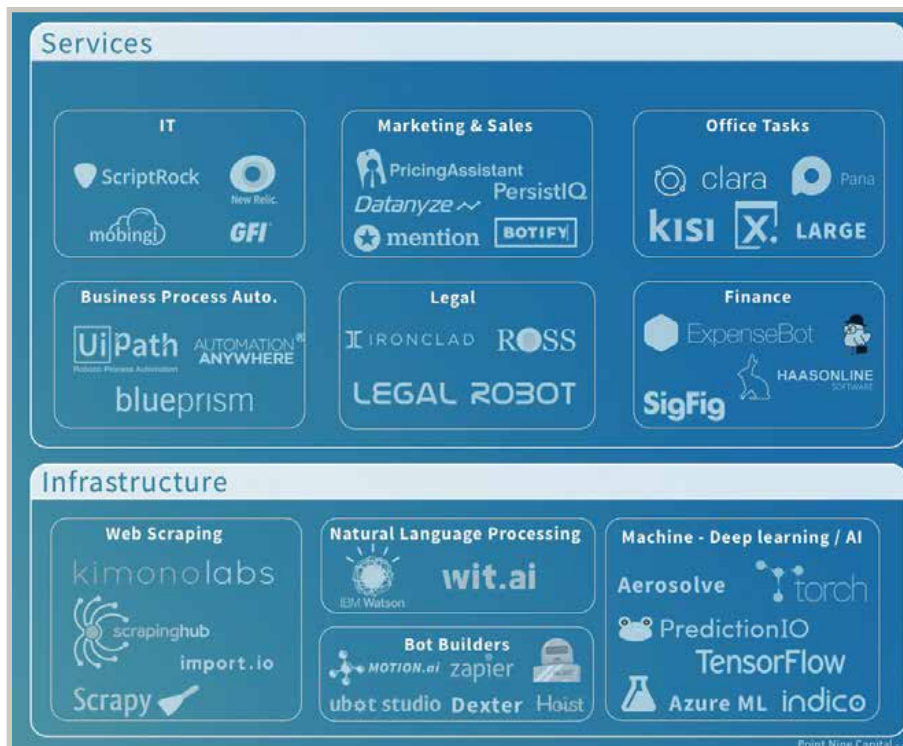 Services
IT
ScriptRock
New Relic.
mobingi
GFI
Marketing & Sales
PricingAssistant
PersistIQ
Datanyze
mention
BOTIFY
Office Tasks
clara
Pana
KISI
X.
LARGE
Business Process Auto.
UiPath
Robotic Process Automation
AUTOMATION
ANYWHERE
blueprism
Legal
IRONCLAD
ROSS
LEGAL ROBOT
Finance
ExpenseBot
HAASONLINE
SOFTWARE
SigFig
Infrastructure
Web Scraping
kimonolabs
scrapinghub
import.io
Scrapy
Natural Language Processing
IBM Watson
wit.ai
Bot Builders
MOTION.ai
zapier
ubot studio
Dexter
Hoist
Machine - Deep learning / AI
Aerosolve
torch
PredictionIO
TensorFlow
Azure ML
indico
Point Nine Capital